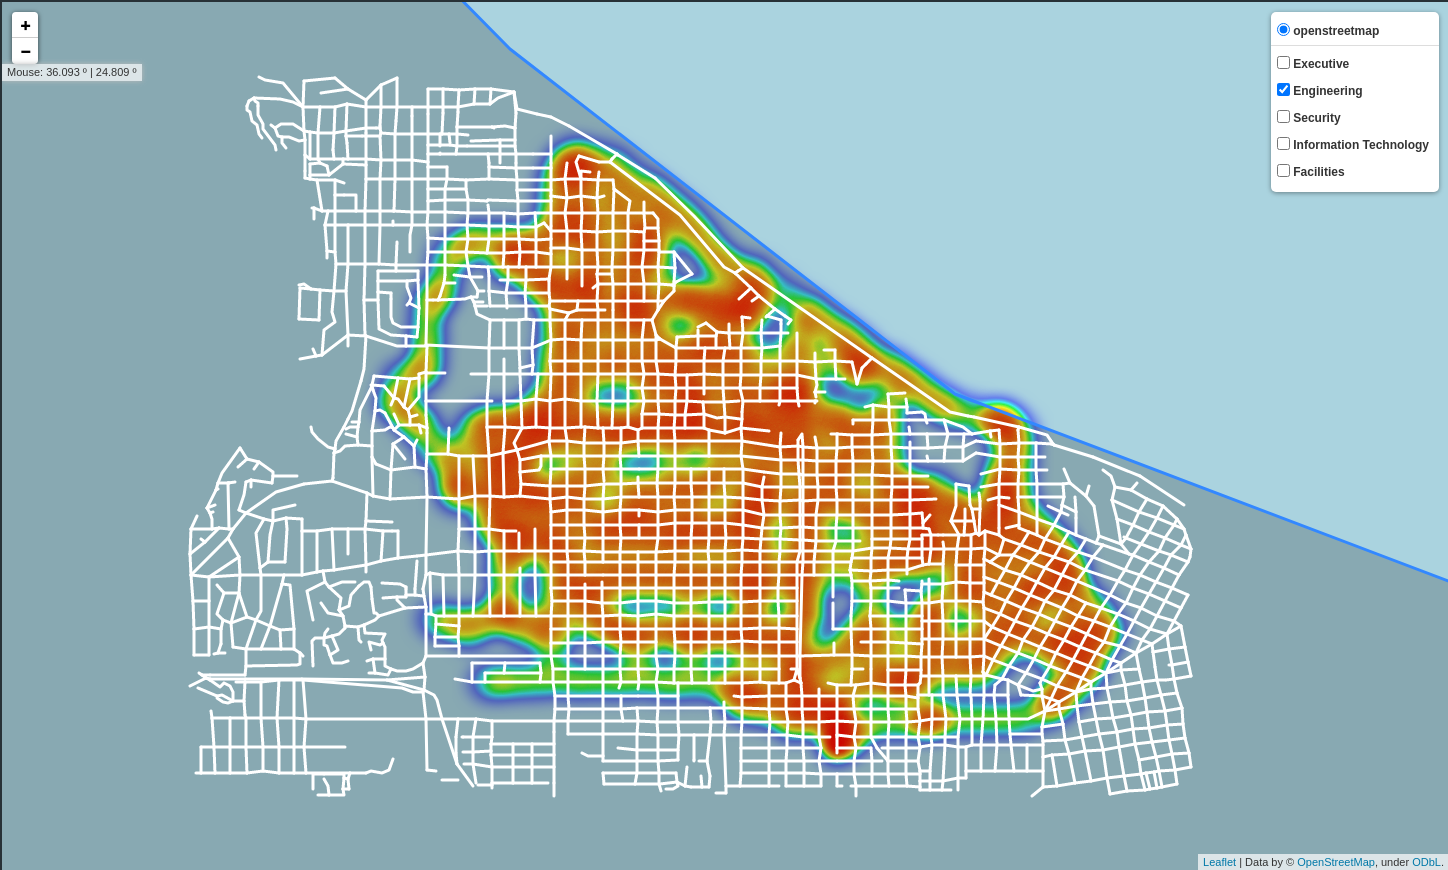 +
−
Mouse: 36.093 º | 24.809 º
openstreetmap
Executive
Engineering
Security
Information Technology
Facilities
Leaflet | Data by © OpenStreetMap, under ODbL.